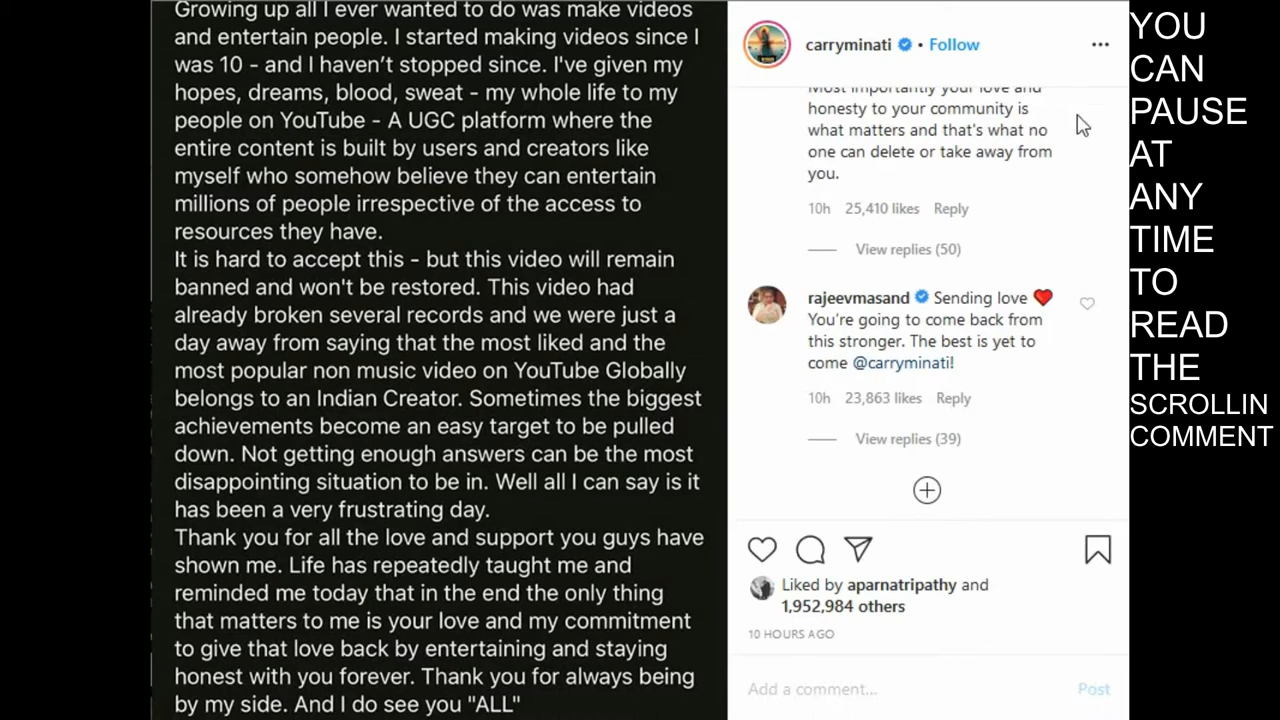 Growing up all I ever wanted to do was make videos
and entertain people. I started making videos since I
was 10 - and I haven't stopped since. I've given my
hopes, dreams, blood, sweat - my whole life to my
people on YouTube - A UGC platform where the
entire content is built by users and creators like
myself who somehow believe they can entertain
millions of people irrespective of the access to
resources they have.
It is hard to accept this - but this video will remain
banned and won't be restored. This video had
already broken several records and we were just a
day away from saying that the most liked and the
most popular non music video on YouTube Globally
belongs to an Indian Creator. Sometimes the biggest
achievements become an easy target to be pulled
down. Not getting enough answers can be the most
disappointing situation to be in. Well all I can say is it
has been a very frustrating day.
Thank you for all the love and support you guys have
shown me. Life has repeatedly taught me and
reminded me today that in the end the only thing
that matters to me is your love and my commitment
to give that love back by entertaining and staying
honest with you forever. Thank you for always being
by my side. And I do see you "ALL"
carryminati • Follow
Most importantly your love and
honesty to your community is
what matters and that's what no
one can delete or take away from
you.
10h 25,410 likes Reply
View replies (50)
rajeevmasand Sending love ❤️
You're going to come back from
this stronger. The best is yet to
come @carryminati!
10h 23,863 likes Reply
View replies (39)
Liked by aparnatripathy and
1,952,984 others
10 HOURS AGO
Add a comment... Post
YOU
CAN
PAUSE
AT
ANY
TIME
TO
READ
THE
SCROLLIN
COMMENT